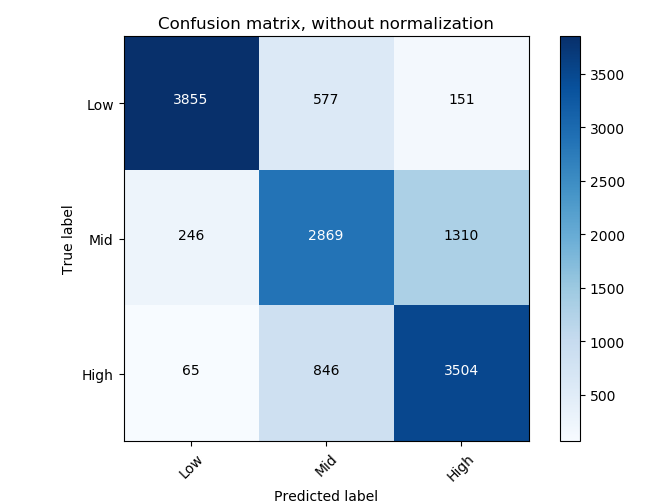 Confusion matrix, without normalization
Low 3855 577 151
Mid 246 2869 1310
High 65 846 3504
Low Mid High
True label
Predicted label
3500
3000
2500
2000
1500
1000
500